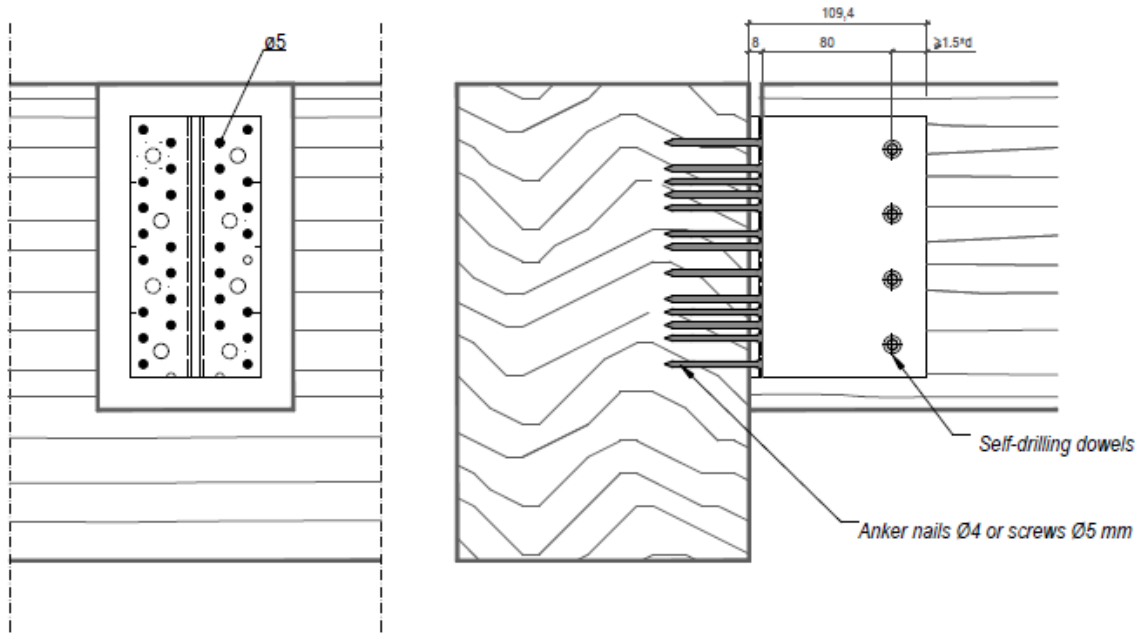 109,4
ø5
8
80
⩾1.5*d
Self-drilling dowels
Anker nails Ø4 or screws Ø5 mm